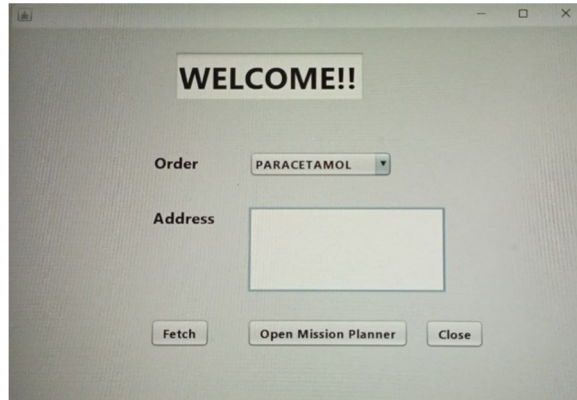 WELCOME!!
Order PARACETAMOL
Address
Fetch Open Mission Planner Close